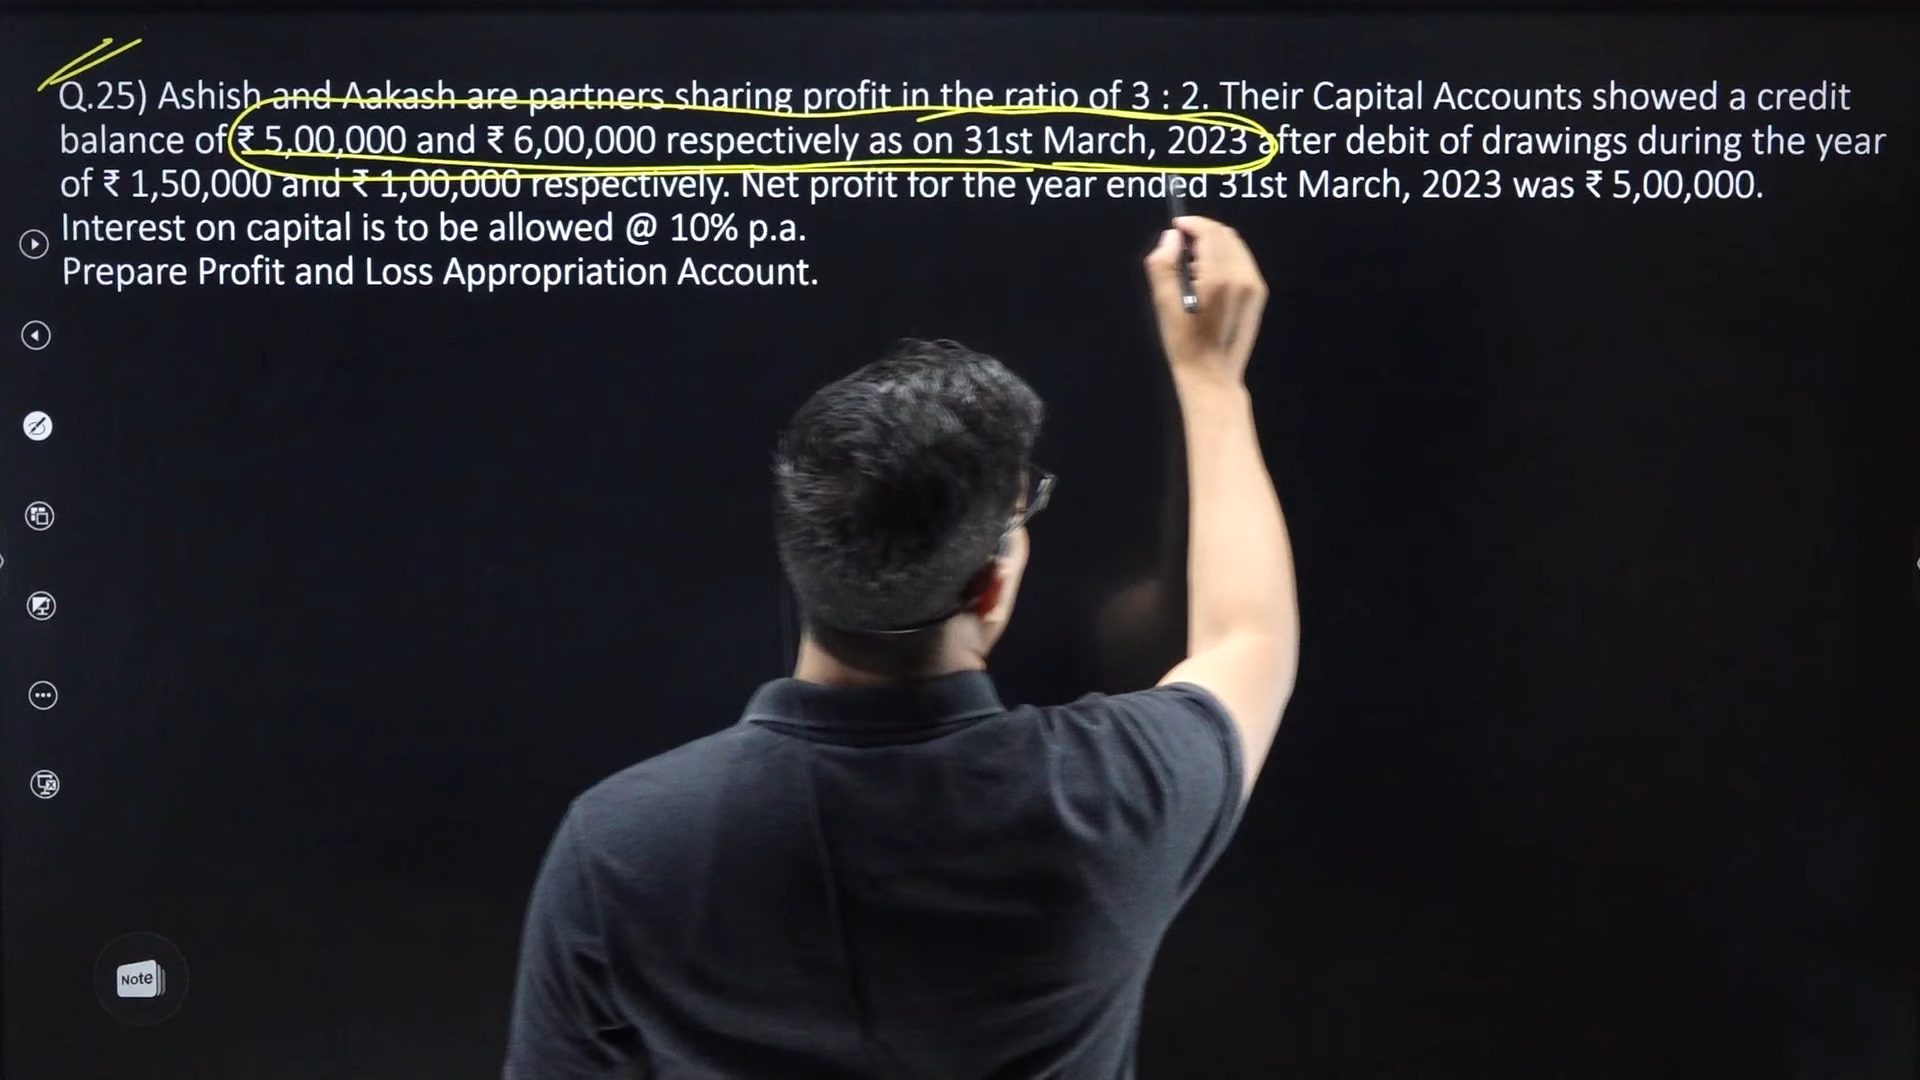 Q.25) Ashish and Aakash are partners sharing profit in the ratio of 3 : 2. Their Capital Accounts showed a credit
balance of ₹ 5,00,000 and ₹ 6,00,000 respectively as on 31st March, 2023 after debit of drawings during the year
of ₹ 1,50,000 and ₹ 1,00,000 respectively. Net profit for the year ended 31st March, 2023 was ₹ 5,00,000.
Interest on capital is to be allowed @ 10% p.a.
Prepare Profit and Loss Appropriation Account.
Note